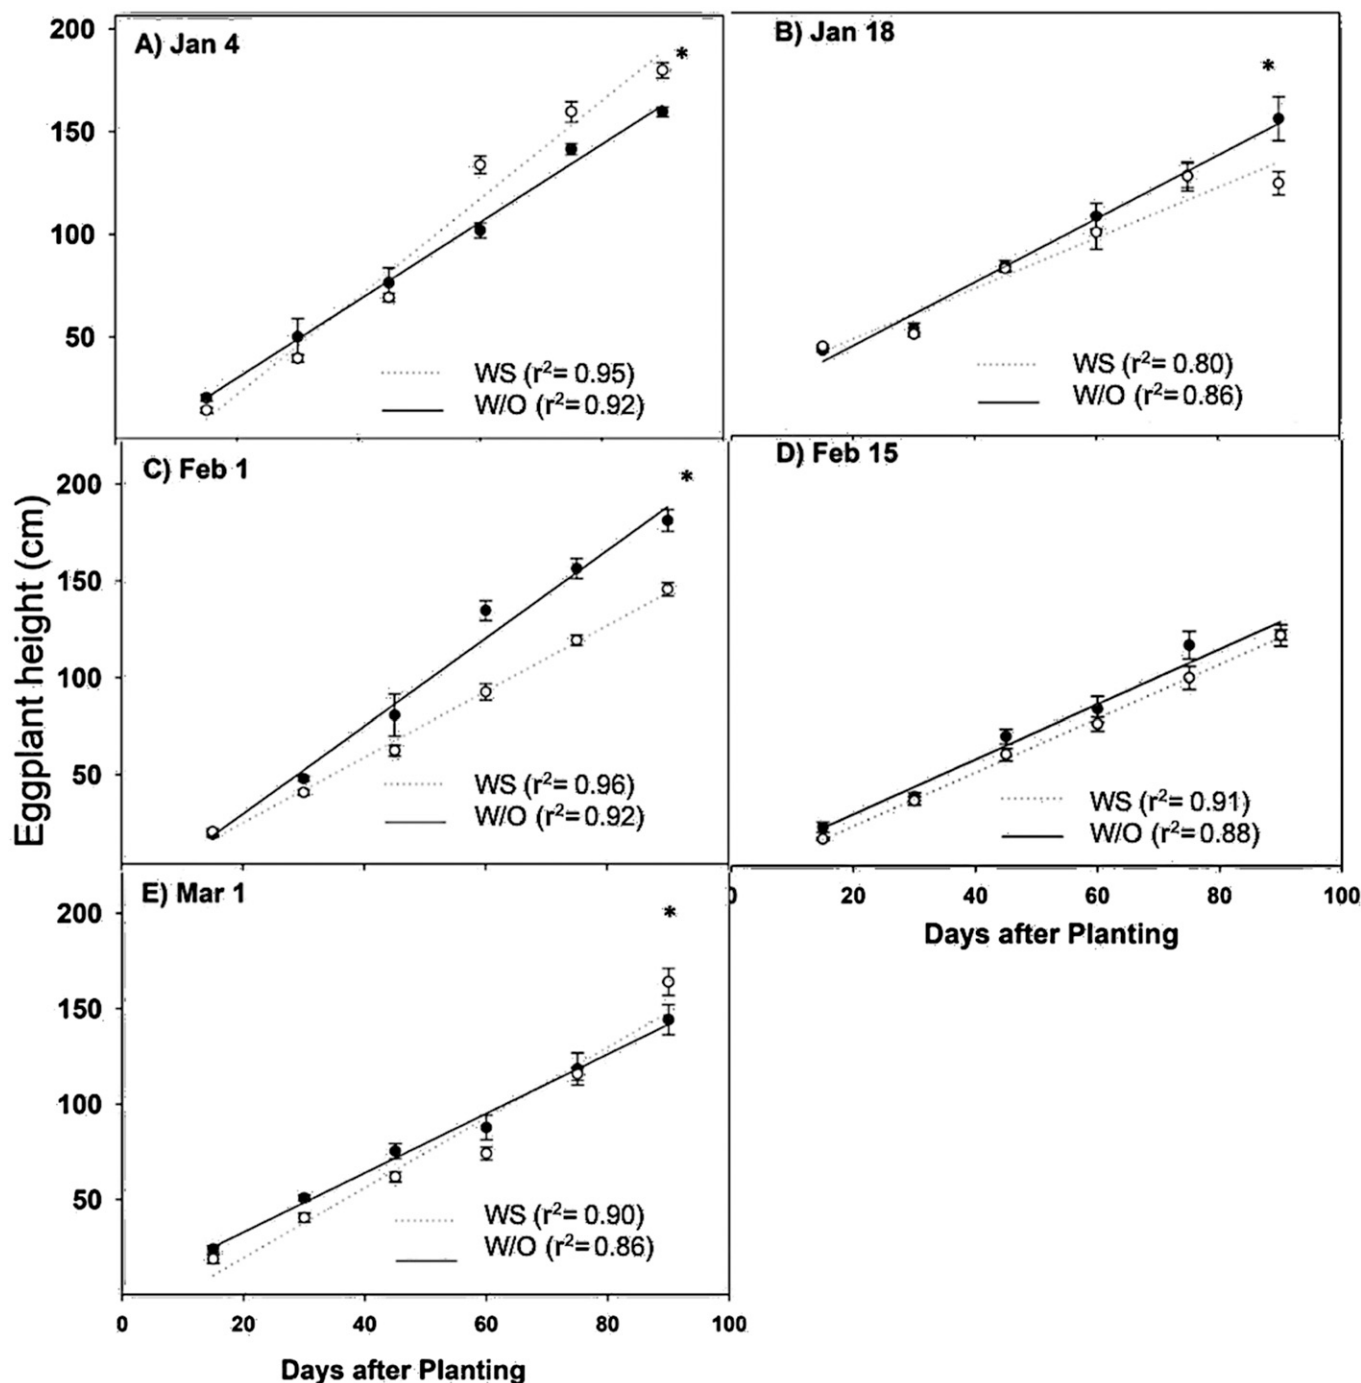 A) Jan 4
*
200
150
100
50
WS (r²= 0.95)
W/O (r²= 0.92)
B) Jan 18
*
WS (r²= 0.80)
W/O (r²= 0.86)
C) Feb 1
*
200
150
100
50
WS (r²= 0.96)
W/O (r²= 0.92)
D) Feb 15
WS (r²= 0.91)
W/O (r²= 0.88)
0 20 40 60 80 100
Days after Planting
Eggplant height (cm)
E) Mar 1
*
200
150
100
50
WS (r²= 0.90)
W/O (r²= 0.86)
0 20 40 60 80 100
Days after Planting